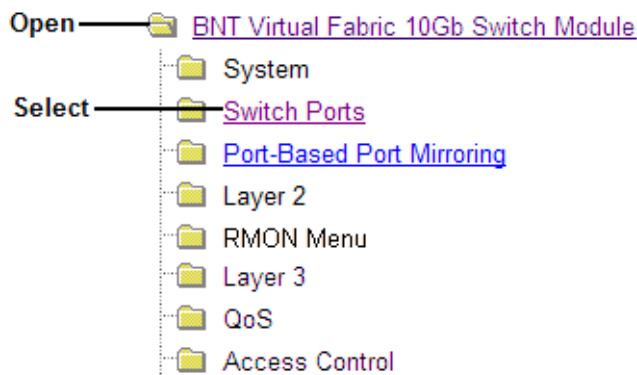 Open BNT Virtual Fabric 10Gb Switch Module
System
Select Switch Ports
Port-Based Port Mirroring
Layer 2
RMON Menu
Layer 3
QoS
Access Control